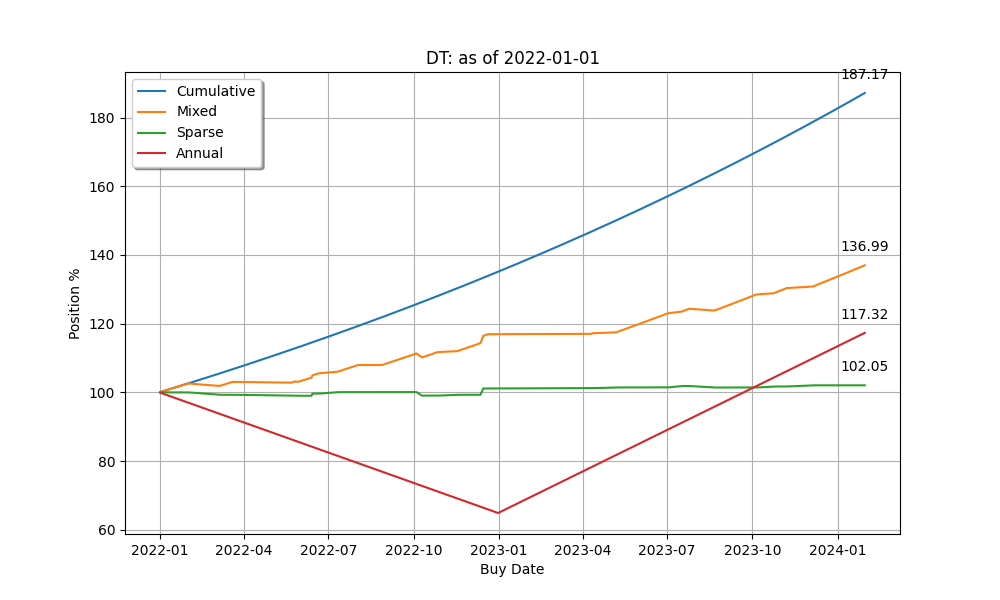 DT: as of 2022-01-01
187.17
Cumulative
Mixed
Sparse
Annual
180
160
140
120
100
80
60
136.99
117.32
102.05
Position %
2022-01 2022-04 2022-07 2022-10 2023-01 2023-04 2023-07 2023-10 2024-01
Buy Date